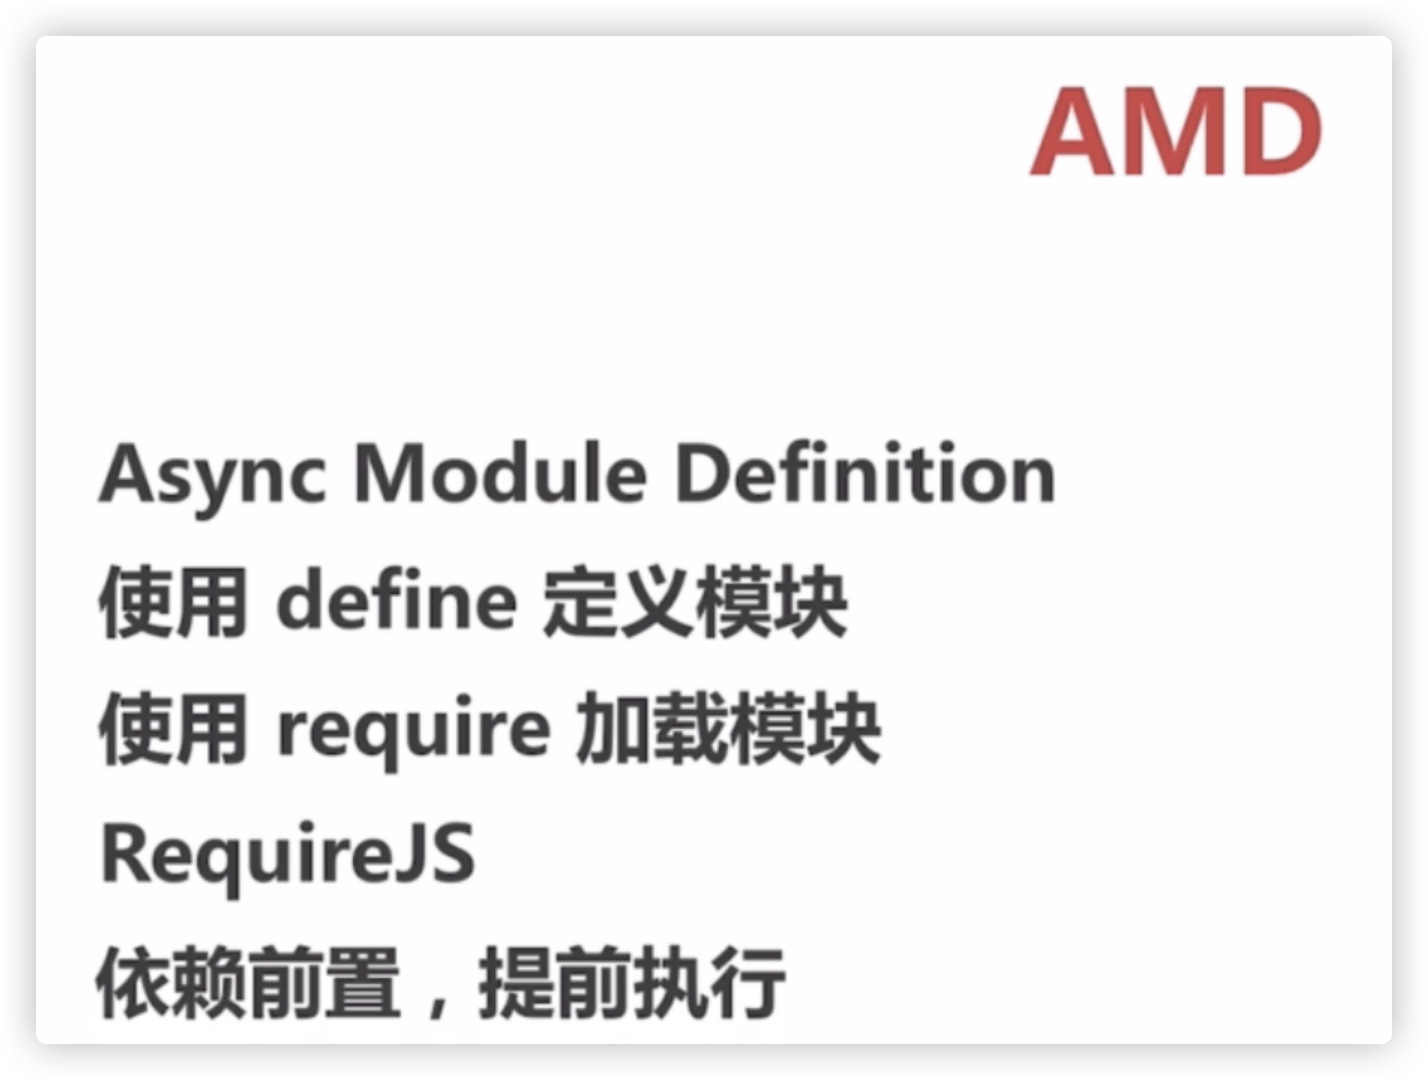 AMD
Async Module Definition
使用 define 定义模块
使用 require 加载模块
RequireJS
依赖前置，提前执行